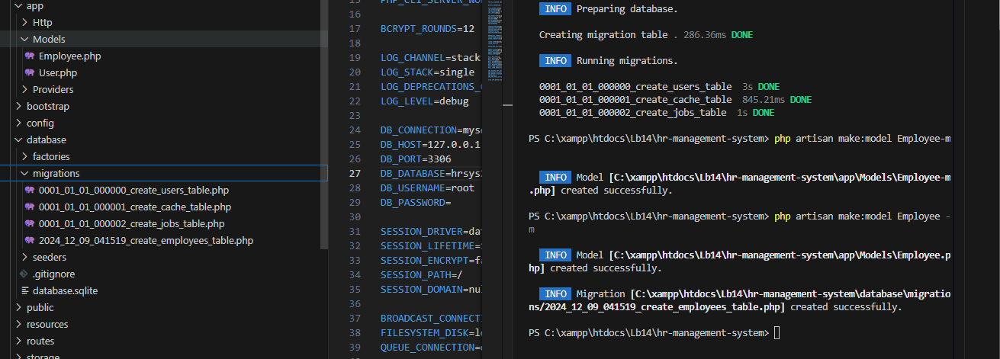 app
Http
Models
Employee.php
User.php
Providers
bootstrap
config
database
factories
migrations
0001_01_01_000000_create_users_table.php
0001_01_01_000001_create_cache_table.php
0001_01_01_000002_create_jobs_table.php
2024_12_09_041519_create_employees_table.php
seeders
.gitignore
database.sqlite
public
resources
routes
storage
16
17 BCRYPT_ROUNDS=12
18
19 LOG_CHANNEL=stack
20 LOG_STACK=single
21 LOG_DEPRECATIONS_
22 LOG_LEVEL=debug
23
24 DB_CONNECTION=mys
25 DB_HOST=127.0.0.1
26 DB_PORT=3306
27 DB_DATABASE=hrsys
28 DB_USERNAME=root
29 DB_PASSWORD=
30
31 SESSION_DRIVER=da
32 SESSION_LIFETIME=
33 SESSION_ENCRYPT=fa
34 SESSION_PATH=/
35 SESSION_DOMAIN=nu
36
37 BROADCAST_CONNECTI
38 FILESYSTEM_DISK=l
39 QUEUE_CONNECTION=
INFO Preparing database.
Creating migration table . 286.36ms DONE
INFO Running migrations.
0001_01_01_000000_create_users_table 3s DONE
0001_01_01_000001_create_cache_table 845.21ms DONE
0001_01_01_000002_create_jobs_table 1s DONE
PS C:\xampp\htdocs\Lb14\hr-management-system> php artisan make:model Employee-m
INFO Model [C:\xampp\htdocs\Lb14\hr-management-system\app\Models\Employee-m
.php] created successfully.
PS C:\xampp\htdocs\Lb14\hr-management-system> php artisan make:model Employee -
m
INFO Model [C:\xampp\htdocs\Lb14\hr-management-system\app\Models\Employee.p
hp] created successfully.
INFO Migration [C:\xampp\htdocs\Lb14\hr-management-system\database\migratio
ns/2024_12_09_041519_create_employees_table.php] created successfully.
PS C:\xampp\htdocs\Lb14\hr-management-system>